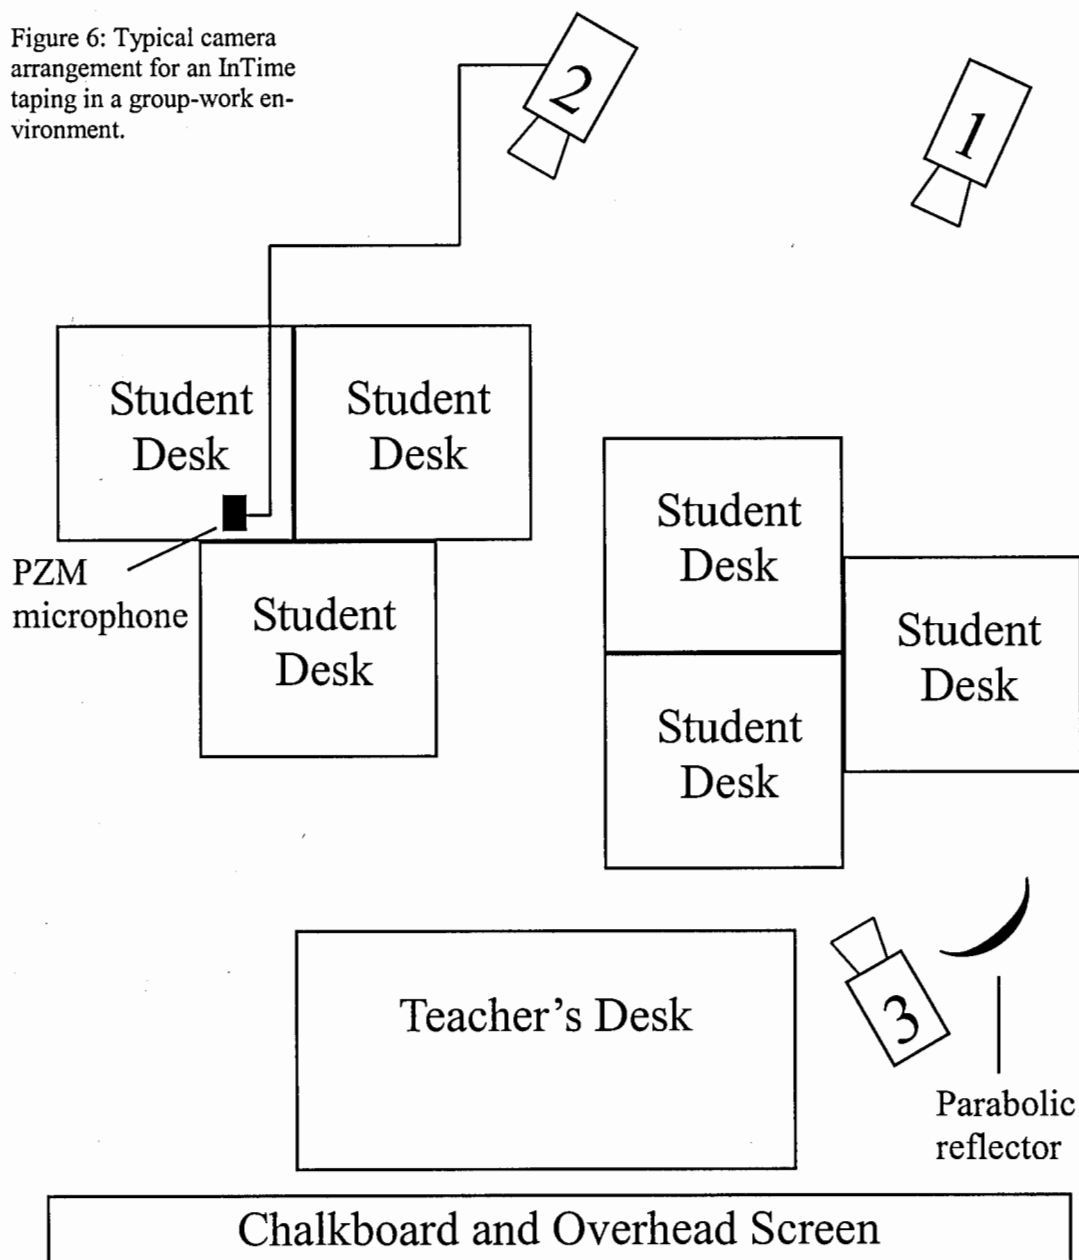 Figure 6: Typical camera
arrangement for an InTime
taping in a group-work en-
vironment.
2
1
Student
Desk
Student
Desk
Student
Desk
Student
Desk
PZM
microphone
Student
Desk
Student
Desk
3
Teacher's Desk
Parabolic
reflector
Chalkboard and Overhead Screen